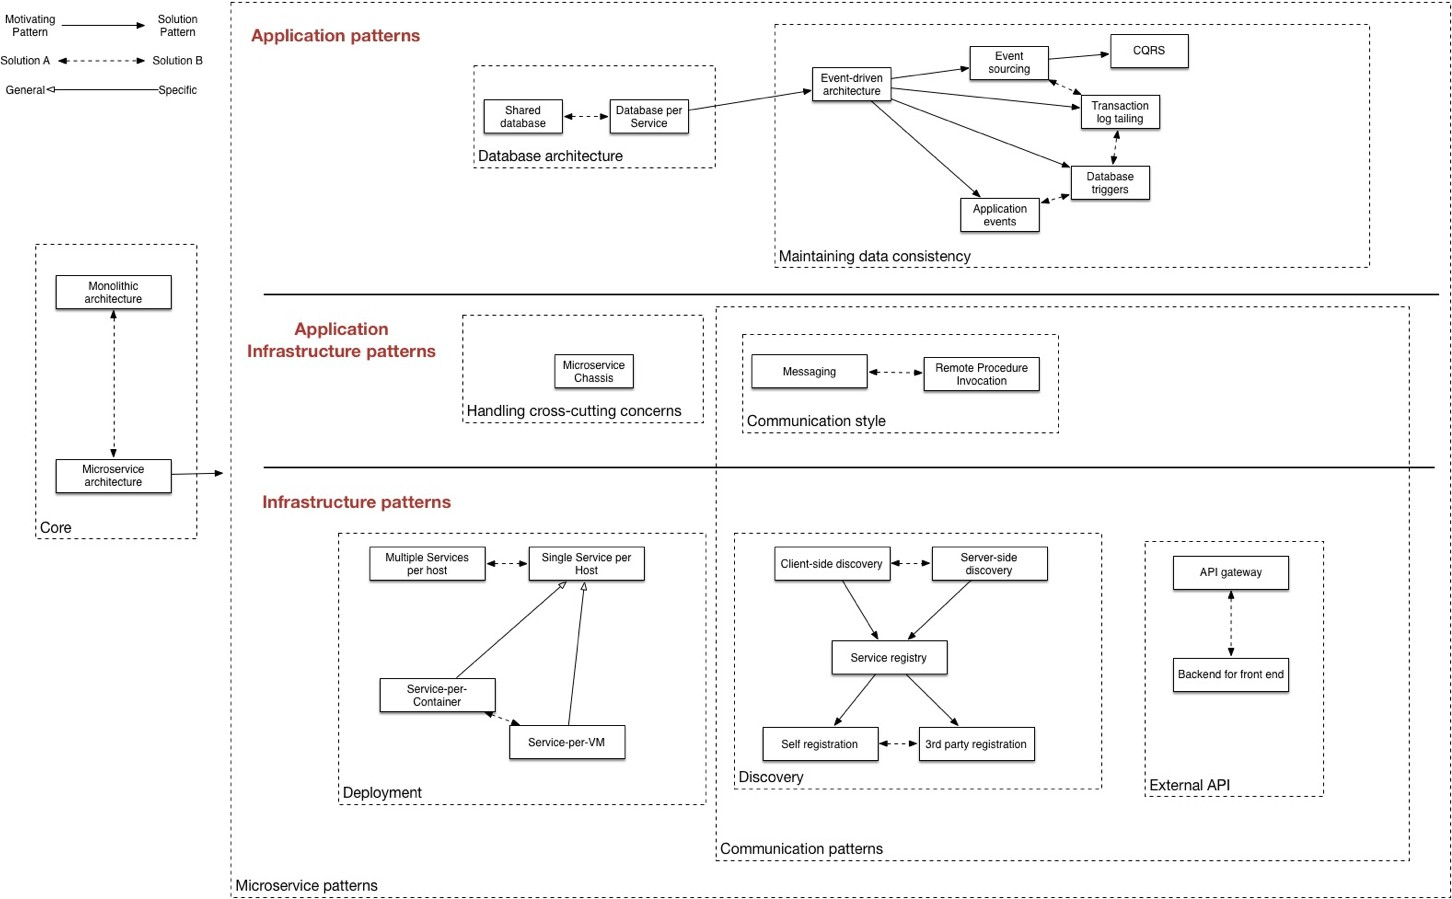 Motivating
Pattern
Solution
Pattern
Solution A
Solution B
General
Specific
Application patterns
Shared
database
Database per
Service
Database architecture
Event-driven
architecture
Event
sourcing
CQRS
Transaction
log tailing
Database
triggers
Application
events
Maintaining data consistency
Monolithic
architecture
Microservice
architecture
Core
Application
Infrastructure patterns
Microservice
Chassis
Handling cross-cutting concerns
Messaging
Remote Procedure
Invocation
Communication style
Infrastructure patterns
Multiple Services
per host
Single Service per
Host
Service-per-
Container
Service-per-VM
Deployment
Client-side discovery
Server-side
discovery
Service registry
Self registration
3rd party registration
Discovery
API gateway
Backend for front end
External API
Communication patterns
Microservice patterns